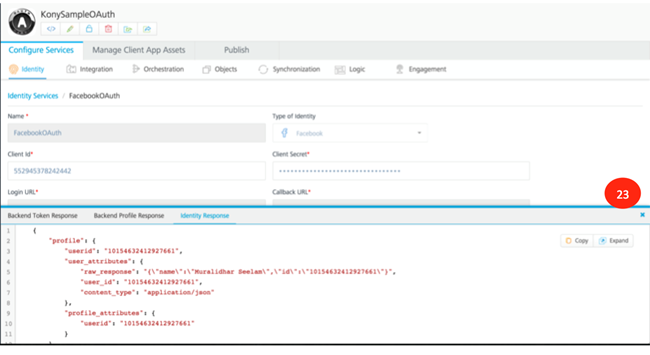 KonySampleOAuth
Configure Services Manage Client App Assets Publish
Identity Integration Orchestration Objects Synchronization Logic Engagement
Identity Services / FacebookOAuth
Name * Type of Identity
FacebookOAuth Facebook
Client Id* Client Secret*
552945378242442 ································
Login URL* Callback URL*
23
Backend Token Response Backend Profile Response Identity Response ×
Copy Expand
1 {
2 "profile": {
3 "userid": "10154632412927661",
4 "user_attributes": {
5 "raw_response": "{\"name\":\"Muralidhar Seelam\",\"id\":\"10154632412927661\"}",
6 "user_id": "10154632412927661",
7 "content_type": "application/json"
8 },
9 "profile_attributes": {
10 "userid": "10154632412927661"
11 }